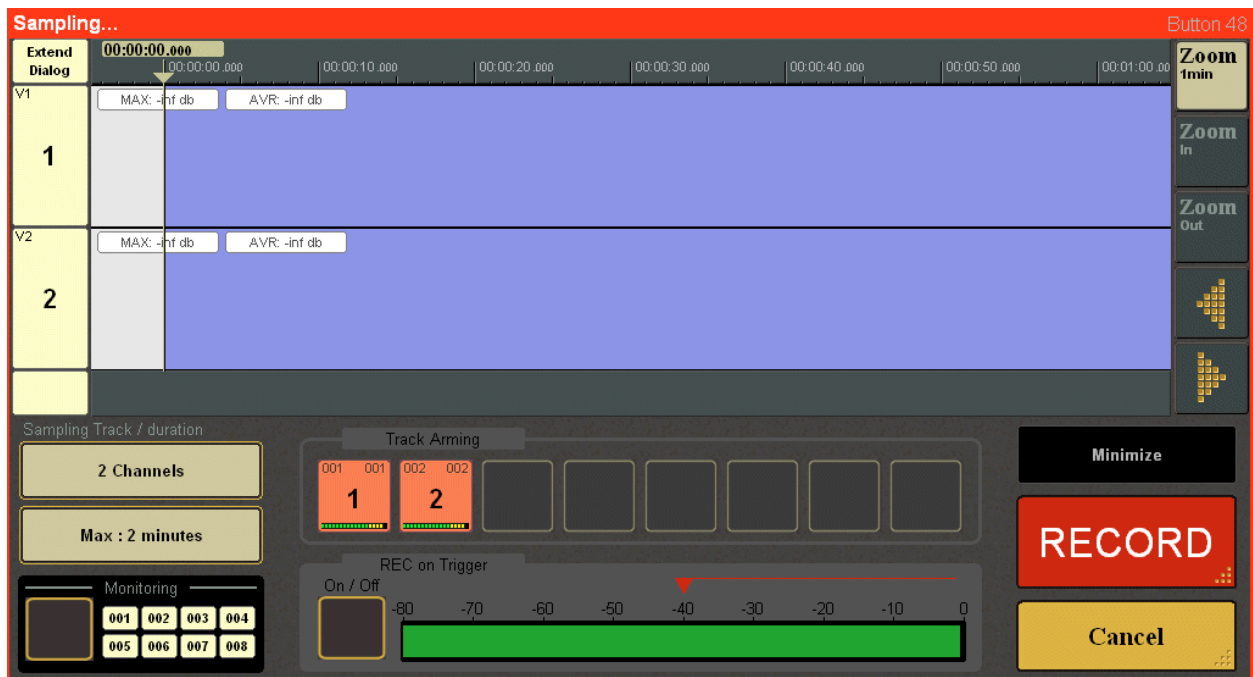 Sampling...
Button 48
Extend
Dialog
00:00:00.000
00:00:00.000
00:00:10.000
00:00:20.000
00:00:30.000
00:00:40.000
00:00:50.000
00:01:00.00
Zoom
1min
V1
MAX: -inf db
AVR: -inf db
1
Zoom
In
Zoom
Out
V2
MAX: -inf db
AVR: -inf db
2
Sampling Track / duration
2 Channels
Max : 2 minutes
Monitoring
001 002 003 004
005 006 007 008
Track Arming
001 001 002 002
1 2
REC on Trigger
On / Off
-80 -70 -60 -50 -40 -30 -20 -10 0
Minimize
RECORD
Cancel